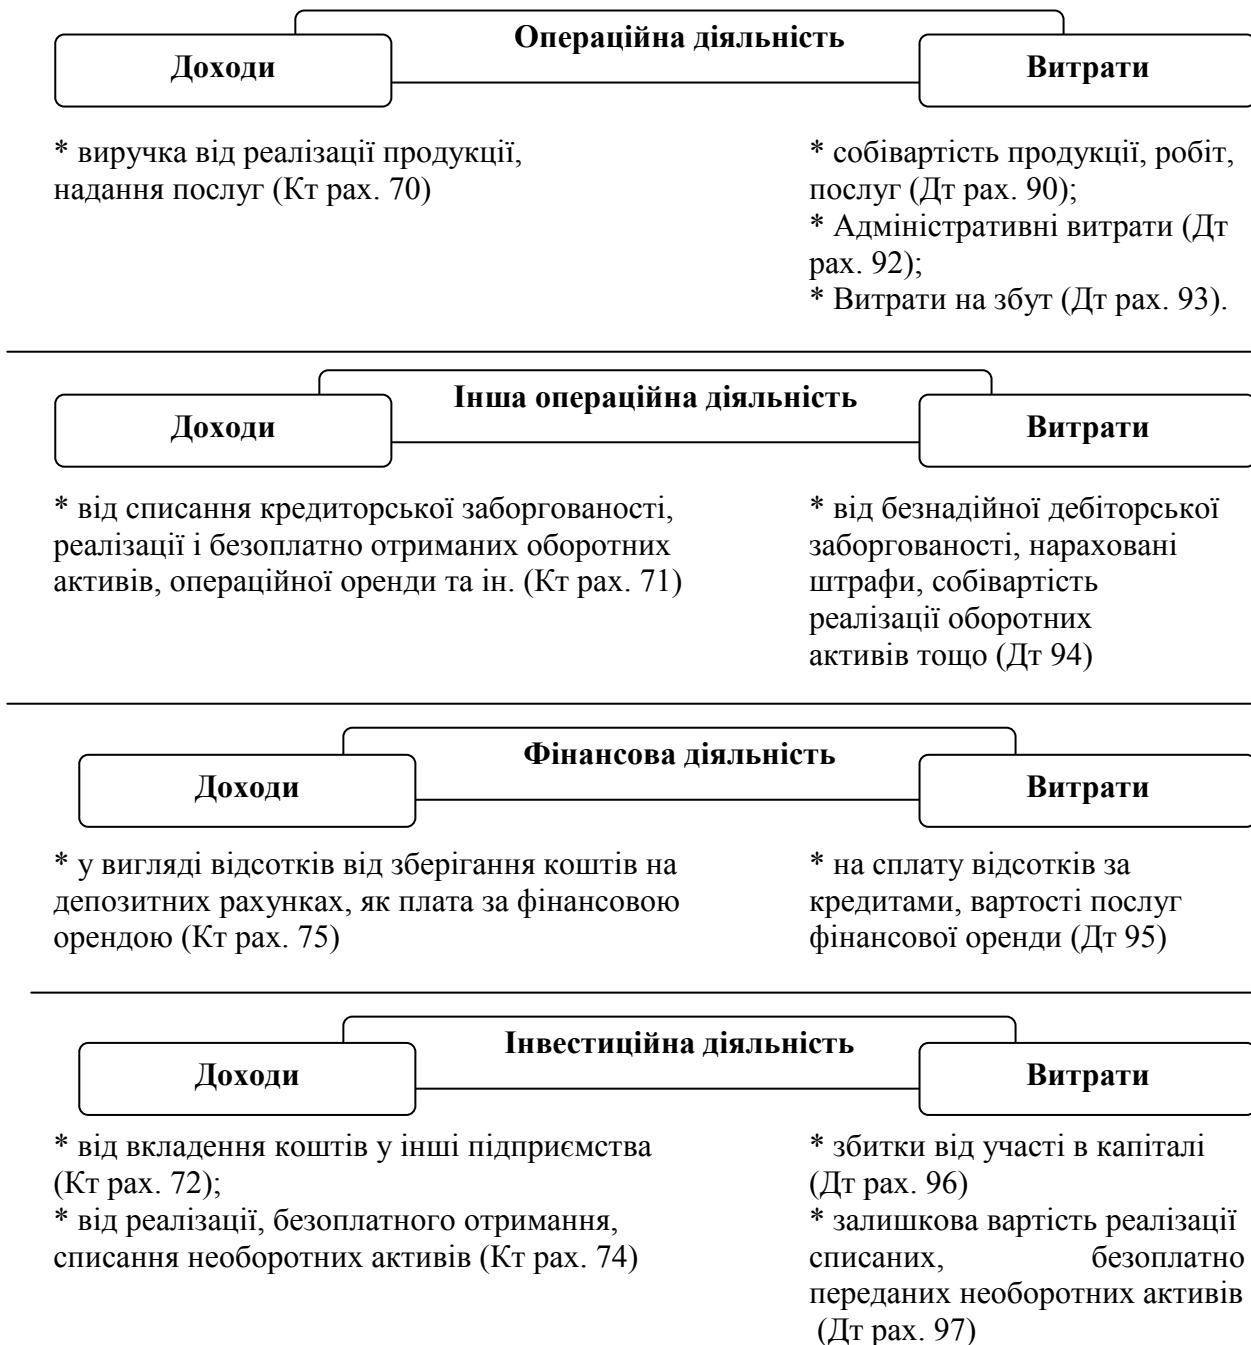 Операційна діяльність
Доходи
Витрати
* виручка від реалізації продукції,
надання послуг (Кт рах. 70)
* собівартість продукції, робіт,
послуг (Дт рах. 90);
* Адміністративні витрати (Дт
рах. 92);
* Витрати на збут (Дт рах. 93).
Інша операційна діяльність
Доходи
Витрати
* від списання кредиторської заборгованості,
реалізації і безоплатно отриманих оборотних
активів, операційної оренди та ін. (Кт рах. 71)
* від безнадійної дебіторської
заборгованості, нараховані
штрафи, собівартість
реалізації оборотних
активів тощо (Дт 94)
Фінансова діяльність
Доходи
Витрати
* у вигляді відсотків від зберігання коштів на
депозитних рахунках, як плата за фінансовою
орендою (Кт рах. 75)
* на сплату відсотків за
кредитами, вартості послуг
фінансової оренди (Дт 95)
Інвестиційна діяльність
Доходи
Витрати
* від вкладення коштів у інші підприємства
(Кт рах. 72);
* від реалізації, безоплатного отримання,
списання необоротних активів (Кт рах. 74)
* збитки від участі в капіталі
(Дт рах. 96)
* залишкова вартість реалізації
списаних, безоплатно
переданих необоротних активів
(Дт рах. 97)